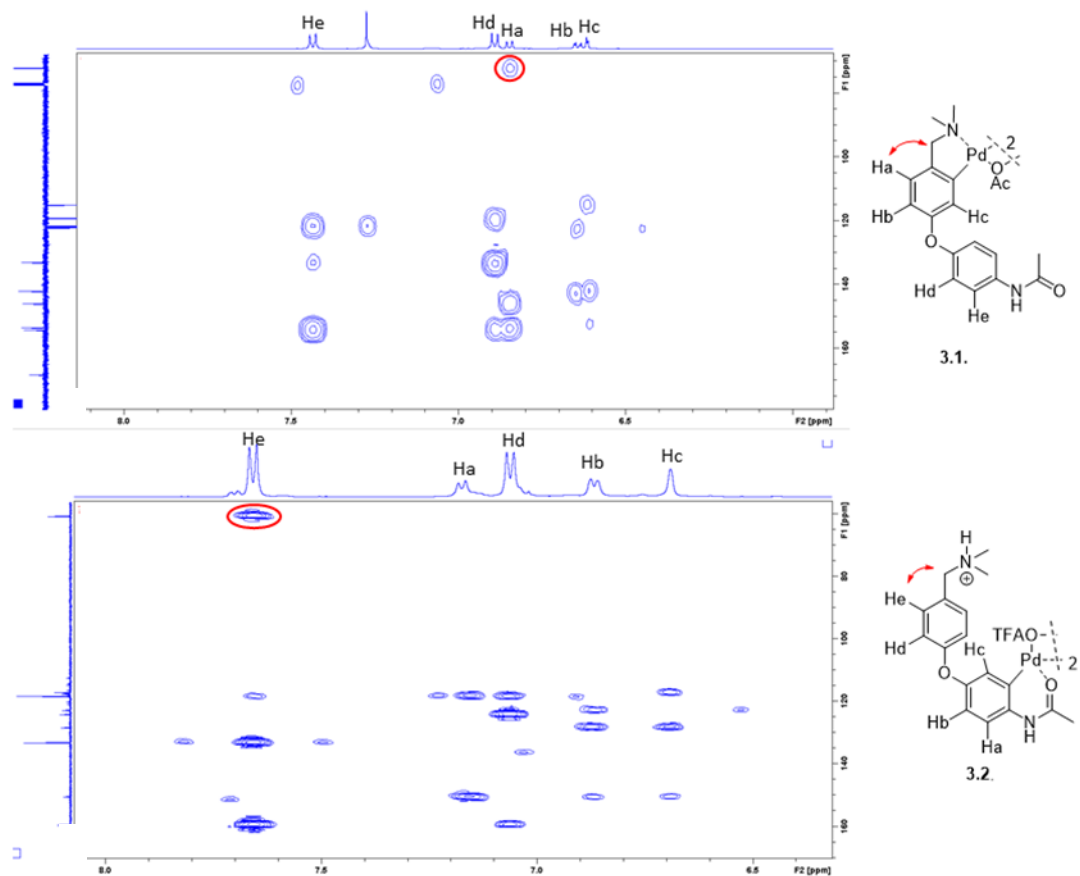 He Hd Ha Hb Hc
F1 [ppm]
100
120
140
160
8.0 7.5 7.0 6.5 F2 [ppm]
N
Pd 2
O
Ac
Ha
Hb Hc
O
Hd
He
N
H
O
3.1.
He Ha Hd Hb Hc
F1 [ppm]
80
100
120
140
160
8.0 7.5 7.0 F2 [ppm]
H
N
+
He
Hd
TFAO
Hc Pd 2
O O
Hb N
H
Ha
3.2.